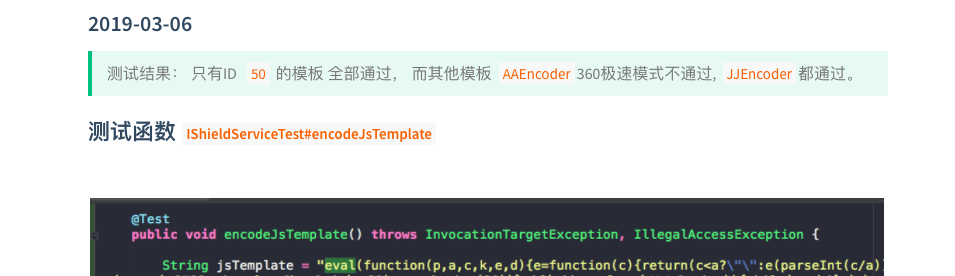 2019-03-06
测试结果： 只有ID 50 的模板 全部通过， 而其他模板 AAEncoder 360极速模式不通过, JJEncoder 都通过。
测试函数 IShieldServiceTest#encodeJsTemplate
@Test
public void encodeJsTemplate() throws InvocationTargetException, IllegalAccessException {
String jsTemplate = "eval(function(p,a,c,k,e,d){e=function(c){return(c<a?\"\":e(parseInt(c/a)